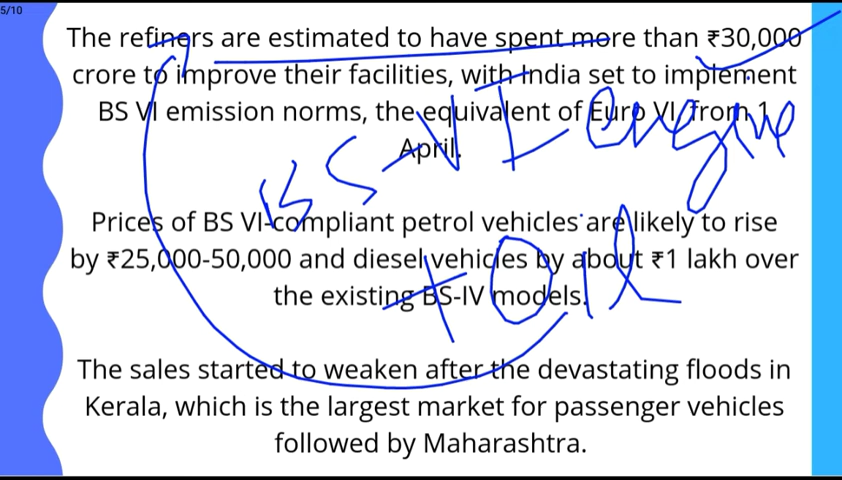 5/10
The refiners are estimated to have spent more than ₹30,000
crore to improve their facilities, with India set to implement
BS VI emission norms, the equivalent of Euro VI, from 1
April.
BS-VI engine
Prices of BS VI-compliant petrol vehicles are likely to rise
by ₹25,000-50,000 and diesel vehicles by about ₹1 lakh over
the existing BS-IV models.
+ Oil
The sales started to weaken after the devastating floods in
Kerala, which is the largest market for passenger vehicles
followed by Maharashtra.